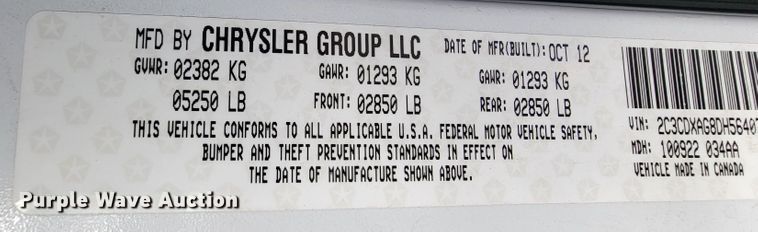 MFD BY CHRYSLER GROUP LLC DATE OF MFR(BUILT): OCT 12
GVWR: 02382 KG GAWR: 01293 KG GAWR: 01293 KG
05250 LB FRONT: 02850 LB REAR: 02850 LB
THIS VEHICLE CONFORMS TO ALL APPLICABLE U.S.A. FEDERAL MOTOR VEHICLE SAFETY,
BUMPER AND THEFT PREVENTION STANDARDS IN EFFECT ON
THE DATE OF MANUFACTURE SHOWN ABOVE.
VIN: 2C3CDXAG8DH56407
MDH: 100922 034AA
VEHICLE MADE IN CANADA
Purple Wave Auction